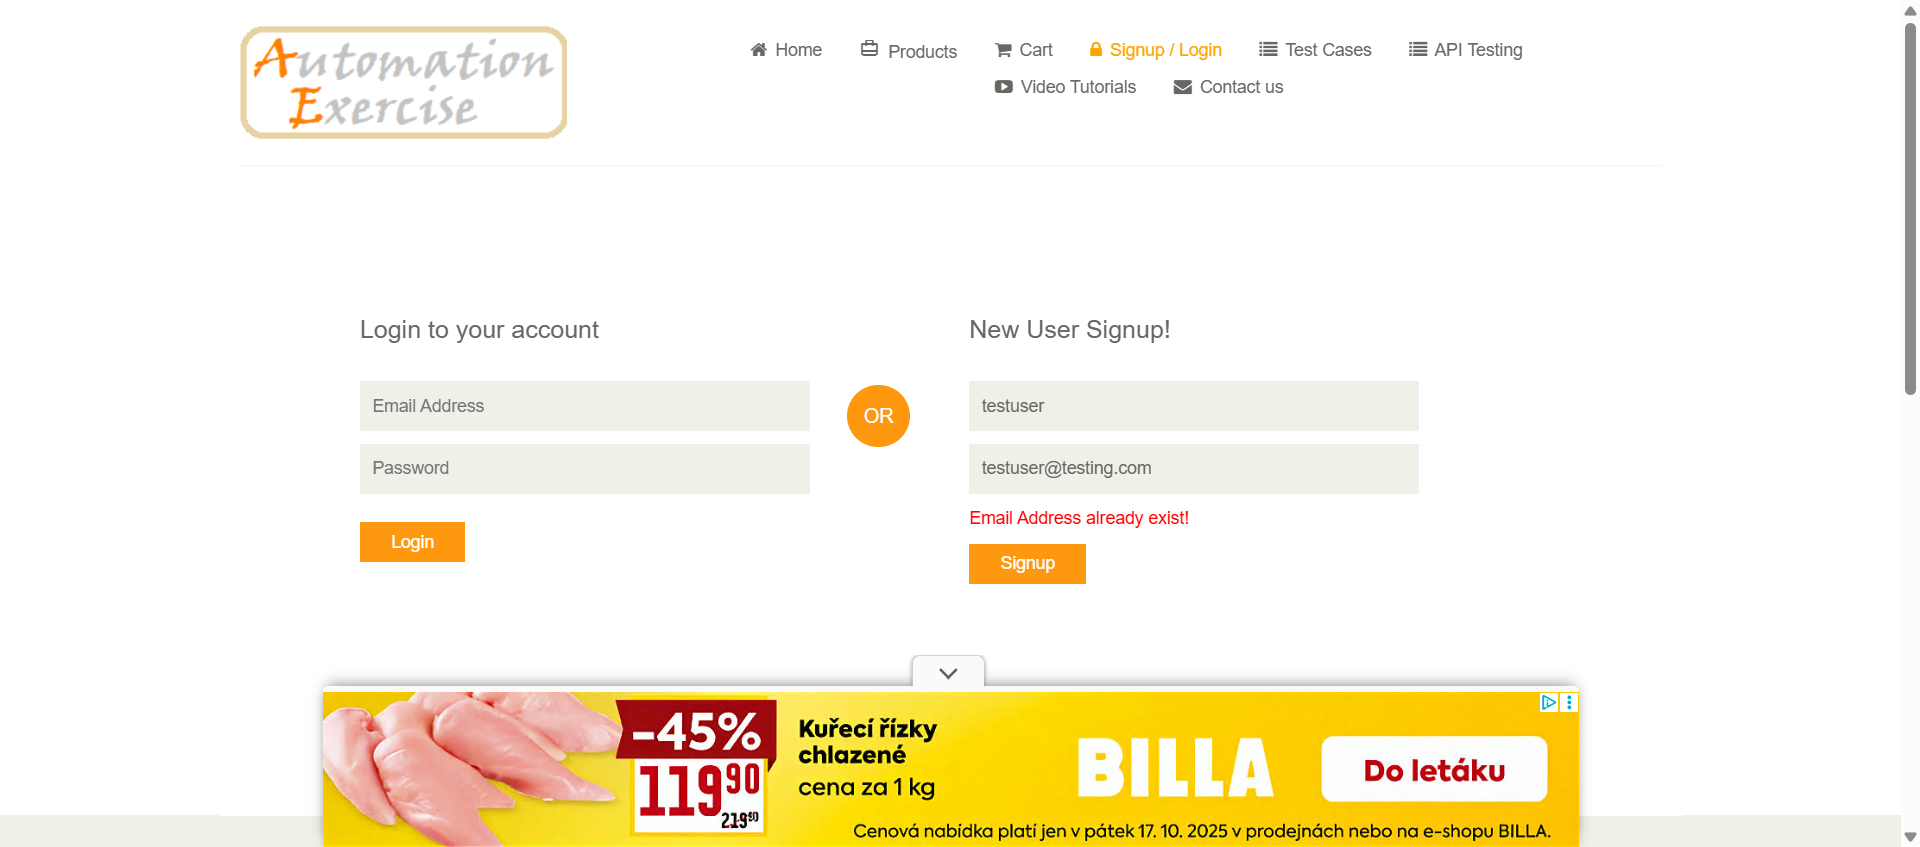 Automation
Exercise
Home
Products
Cart
Signup / Login
Test Cases
API Testing
Video Tutorials
Contact us
Login to your account
Email Address
Password
Login
OR
New User Signup!
testuser
testuser@testing.com
Email Address already exist!
Signup
-45%
119 90
219 90
Kuřecí řízky
chlazené
cena za 1 kg
BILLA
Do letáku
Cenová nabídka platí jen v pátek 17. 10. 2025 v prodejnách nebo na e-shopu BILLA.